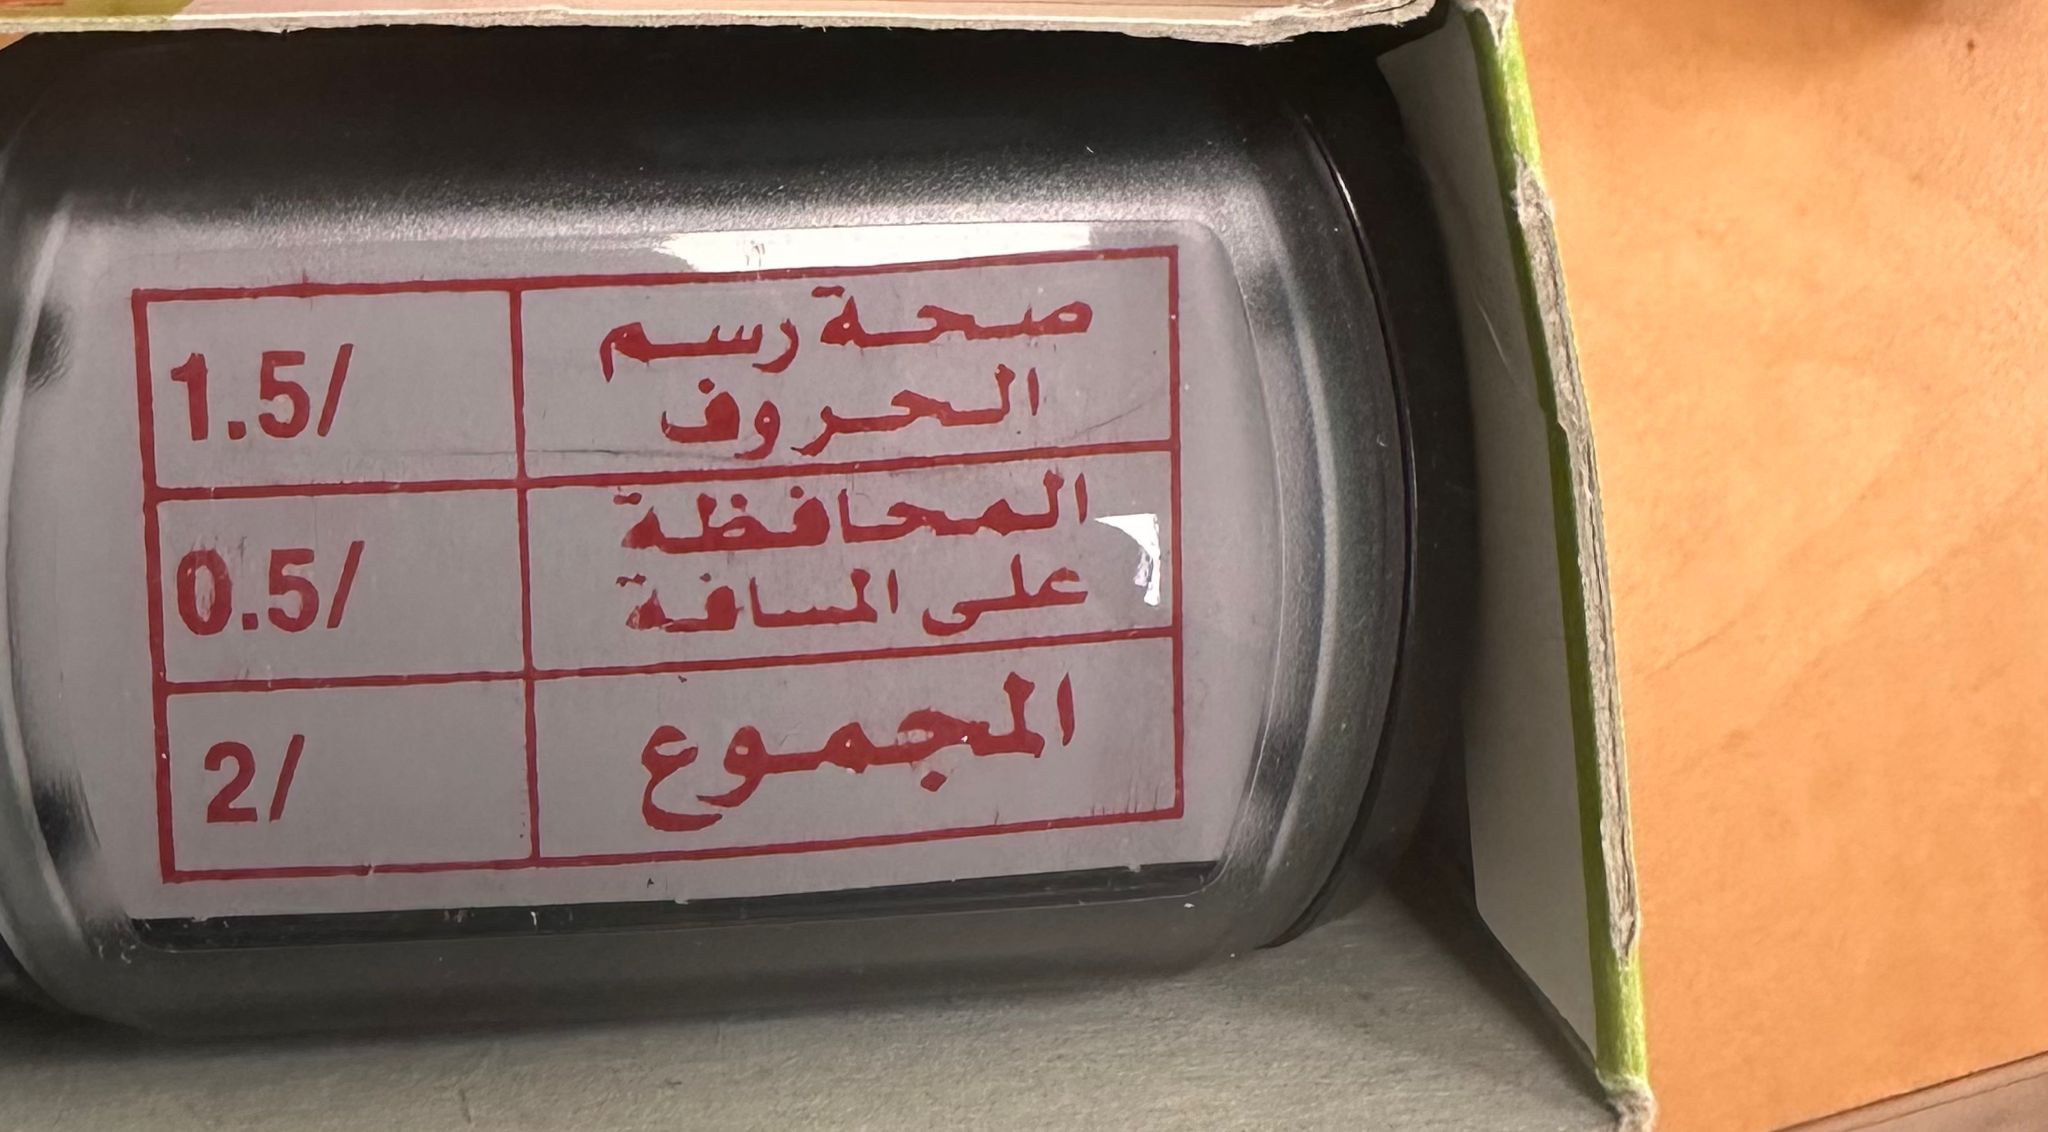 صحة رسم
الحروف
1.5/
المحافظة
على المسافة
0.5/
المجموع
2/